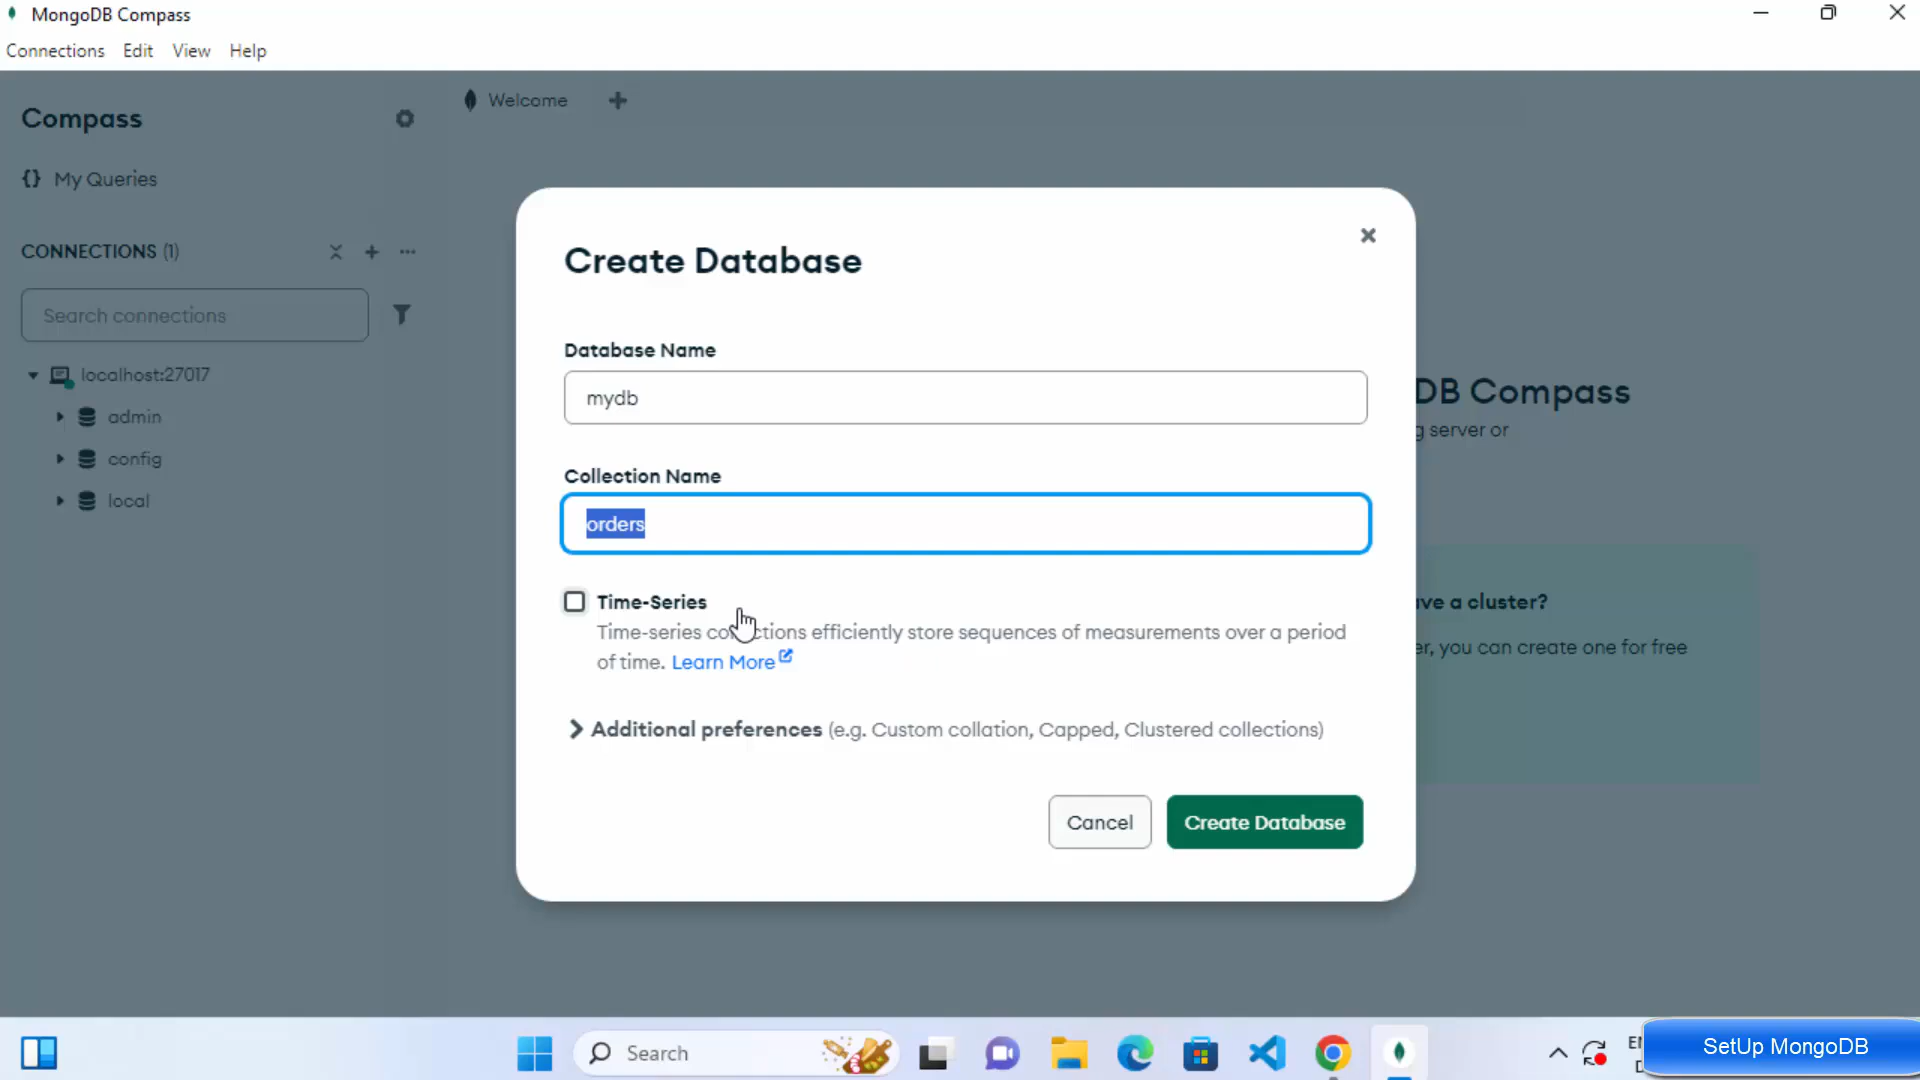 MongoDB Compass
Connections Edit View Help
Compass
Welcome
My Queries
CONNECTIONS (1)
Search connections
localhost:27017
admin
config
local
Create Database
Database Name
mydb
Collection Name
orders
Time-Series
Time-series collections efficiently store sequences of measurements over a period
of time. Learn More
Additional preferences (e.g. Custom collation, Capped, Clustered collections)
Cancel Create Database
DB Compass
g server or
ve a cluster?
er, you can create one for free
Search
SetUp MongoDB